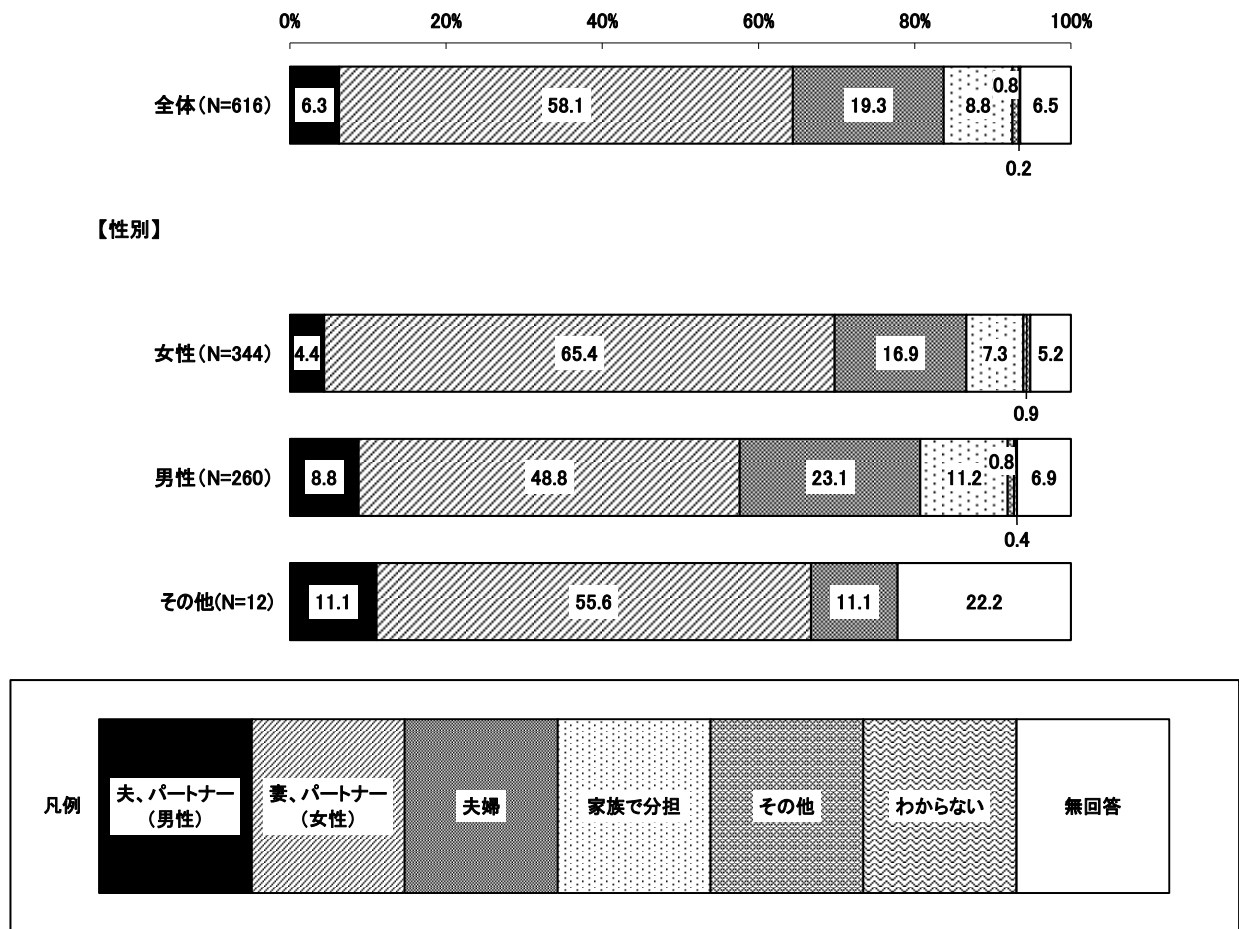 0% 20% 40% 60% 80% 100%
全体(N=616) 6.3 58.1 19.3 8.8 0.8 6.5
0.2
【性別】
女性(N=344) 4.4 65.4 16.9 7.3 5.2
0.9
男性(N=260) 8.8 48.8 23.1 11.2 0.8 6.9
0.4
その他(N=12) 11.1 55.6 11.1 22.2
凡例
夫、パートナー
(男性)
妻、パートナー
(女性)
夫婦
家族で分担
その他
わからない
無回答